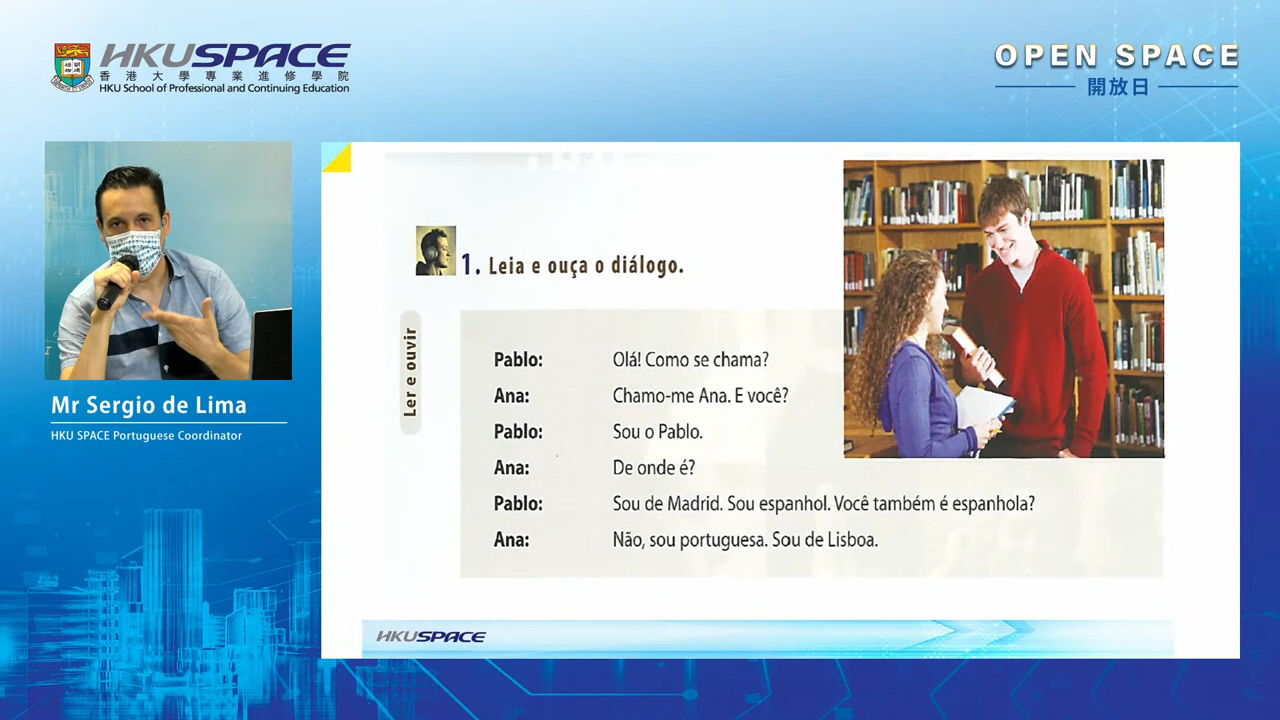 HKUSPACE
香港大學專業進修學院
HKU School of Professional and Continuing Education
OPEN SPACE
開放日
Mr Sergio de Lima
HKU SPACE Portuguese Coordinator
1. Leia e ouça o diálogo.
Ler e ouvir
Pablo: Olá! Como se chama?
Ana: Chamo-me Ana. E você?
Pablo: Sou o Pablo.
Ana: De onde é?
Pablo: Sou de Madrid. Sou espanhol. Você também é espanhola?
Ana: Não, sou portuguesa. Sou de Lisboa.
HKUSPACE